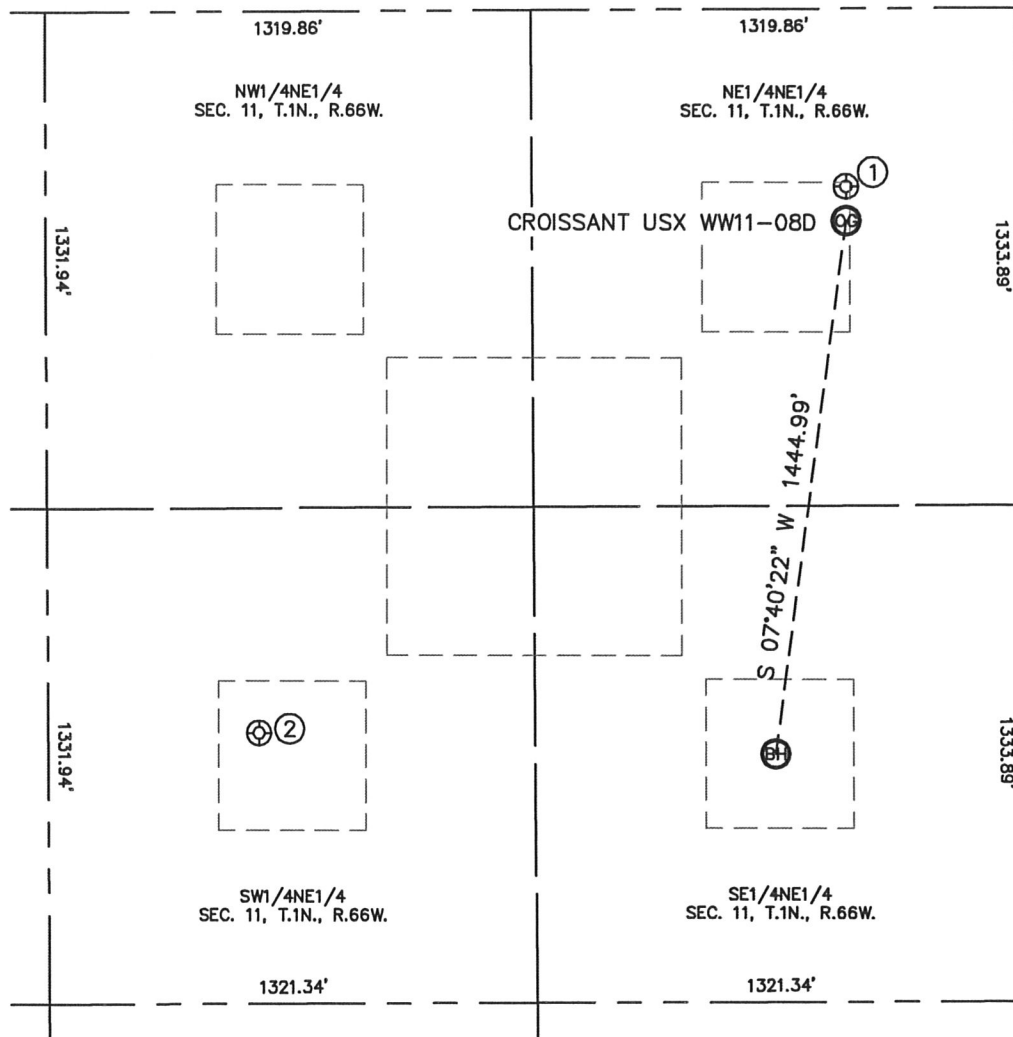 1319.86'
1319.86'
NW1/4NE1/4
SEC. 11, T.1N., R.66W.
NE1/4NE1/4
SEC. 11, T.1N., R.66W.
1
CROISSANT USX WW11-08D
OG
1331.94'
1333.89'
S 07°40'22" W 1444.99'
2
BH
1331.94'
1333.89'
SW1/4NE1/4
SEC. 11, T.1N., R.66W.
SE1/4NE1/4
SEC. 11, T.1N., R.66W.
1321.34'
1321.34'